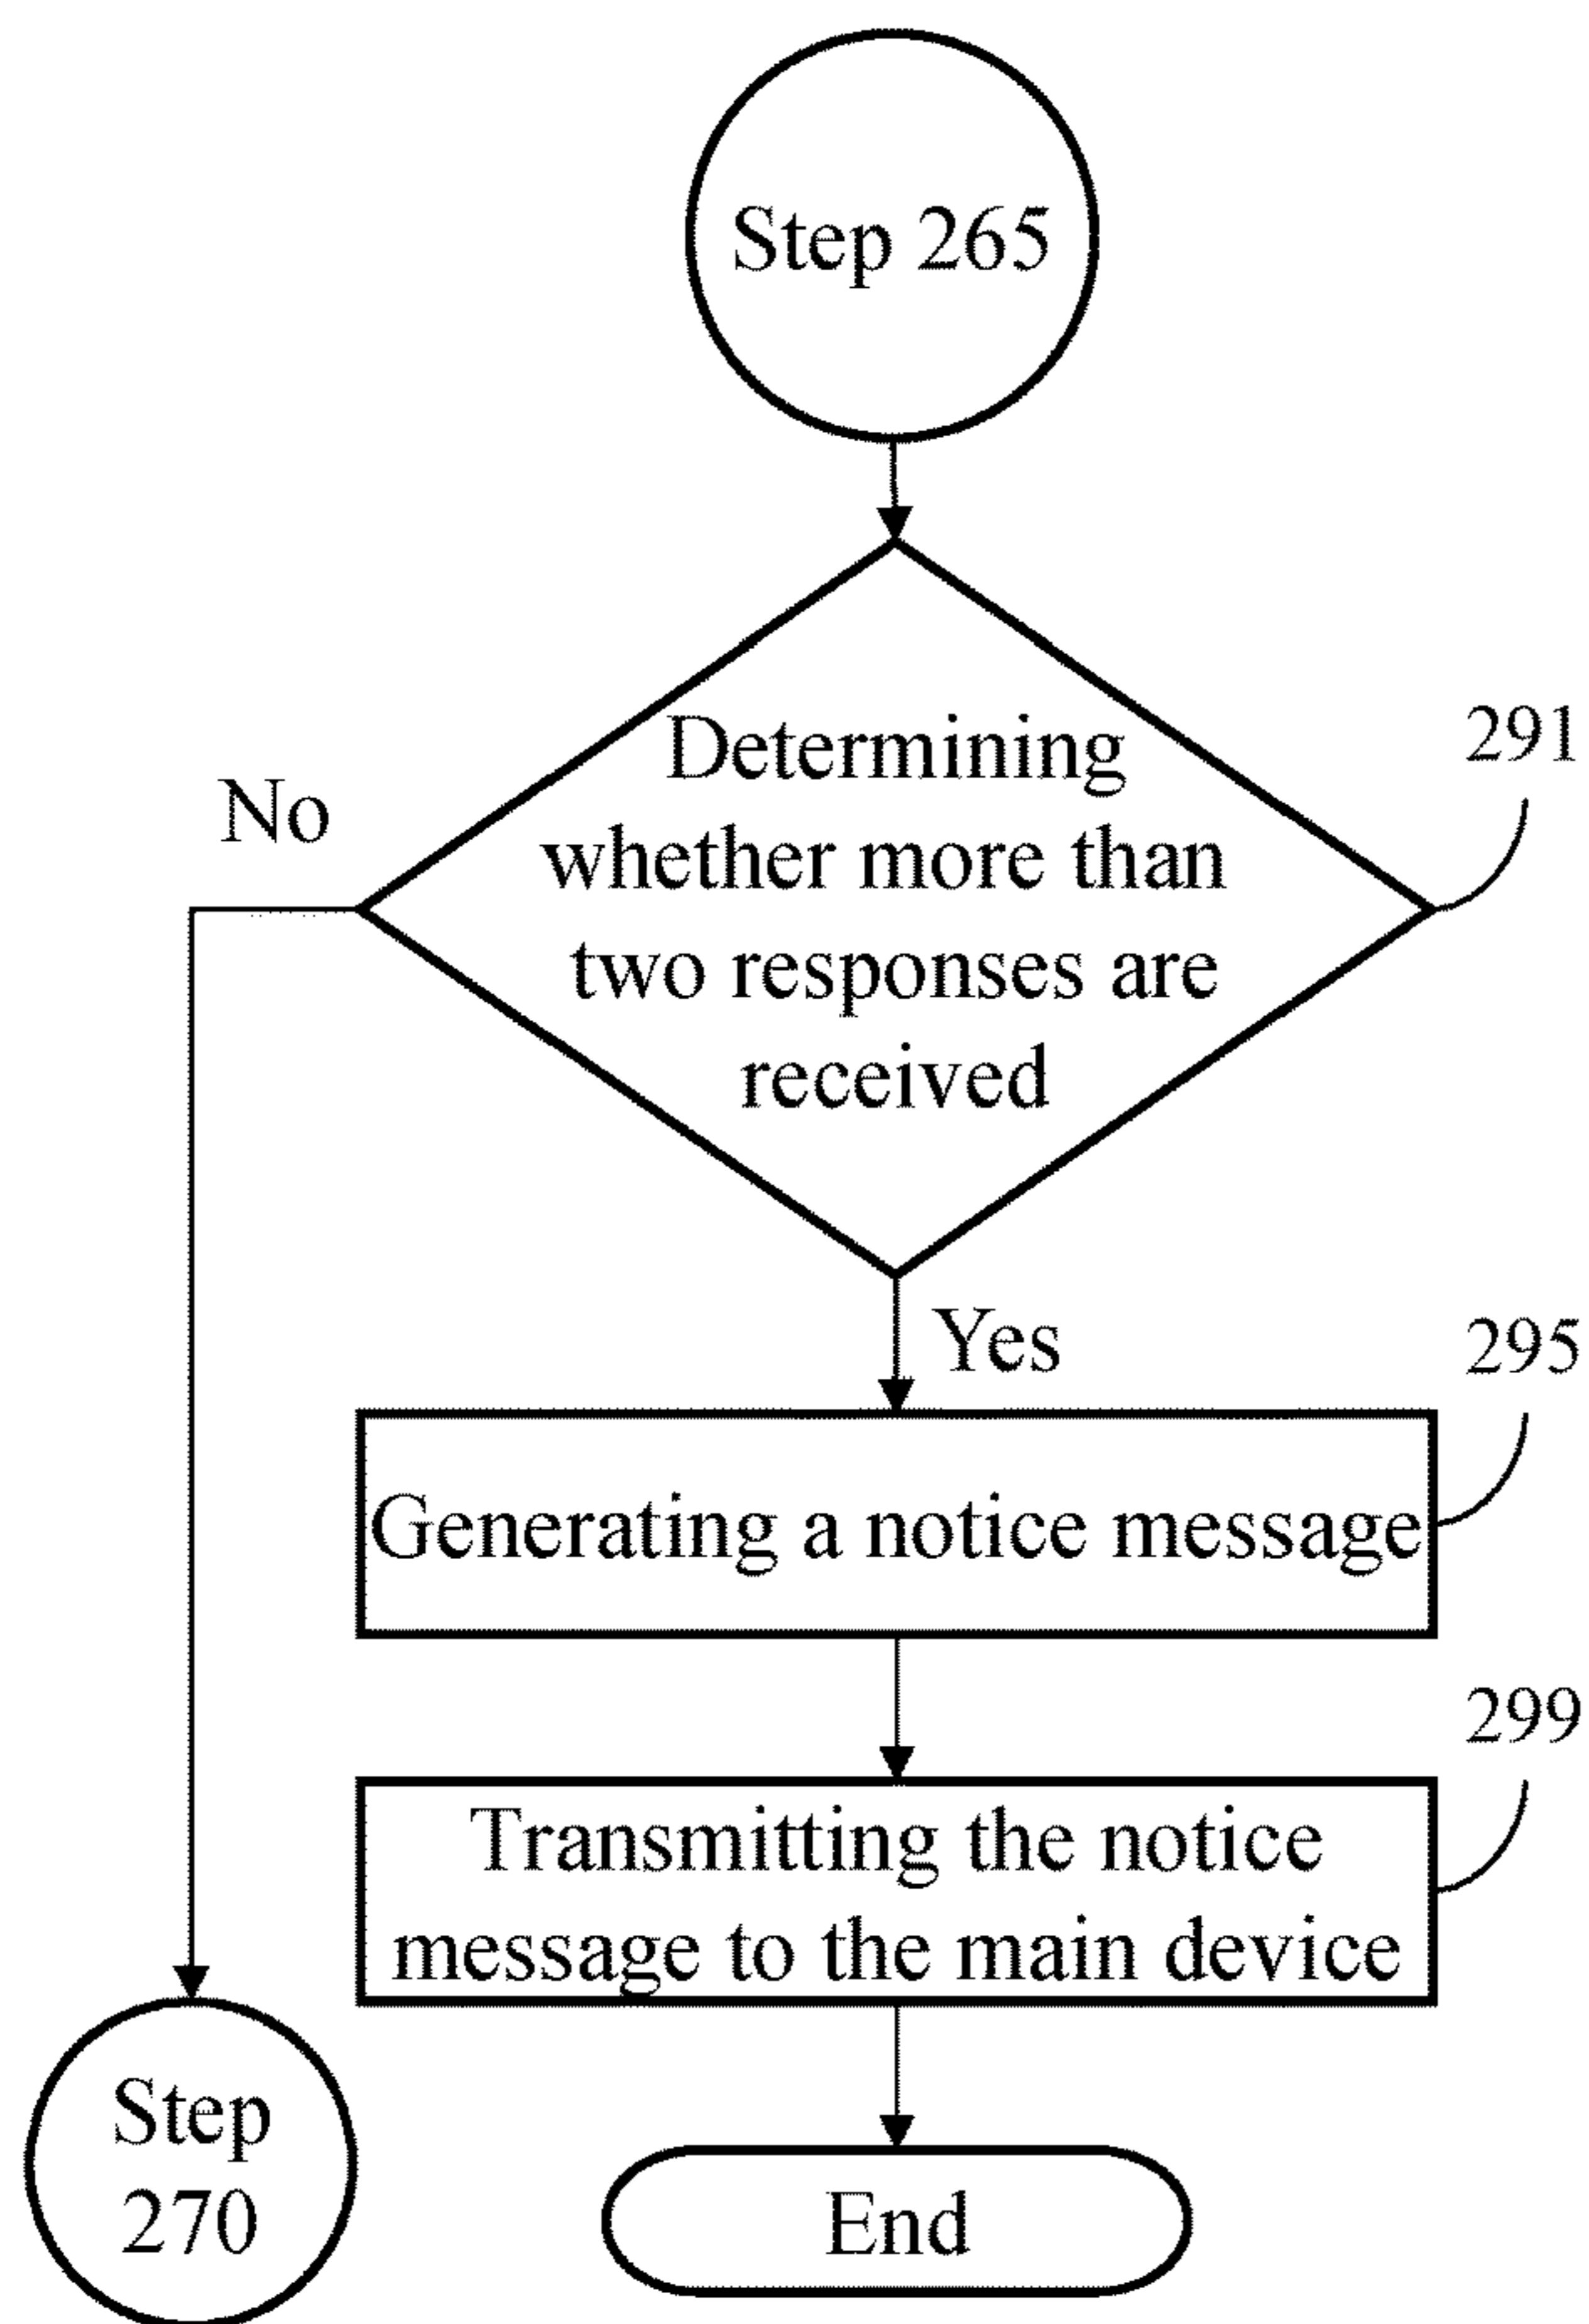 Step 265
Determining
whether more than
two responses are
received
291
No
Yes
295
Generating a notice message
299
Transmitting the notice
message to the main device
Step
270
End